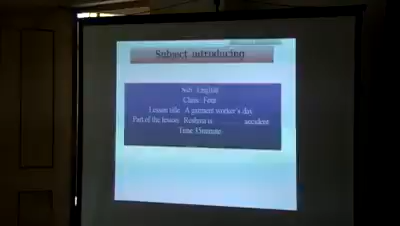 Subject introducing
Sub : English
Class : Four
Lesson title : A garment worker's day
Part of the lesson : Reshma is ............ accident
Time : 35minute